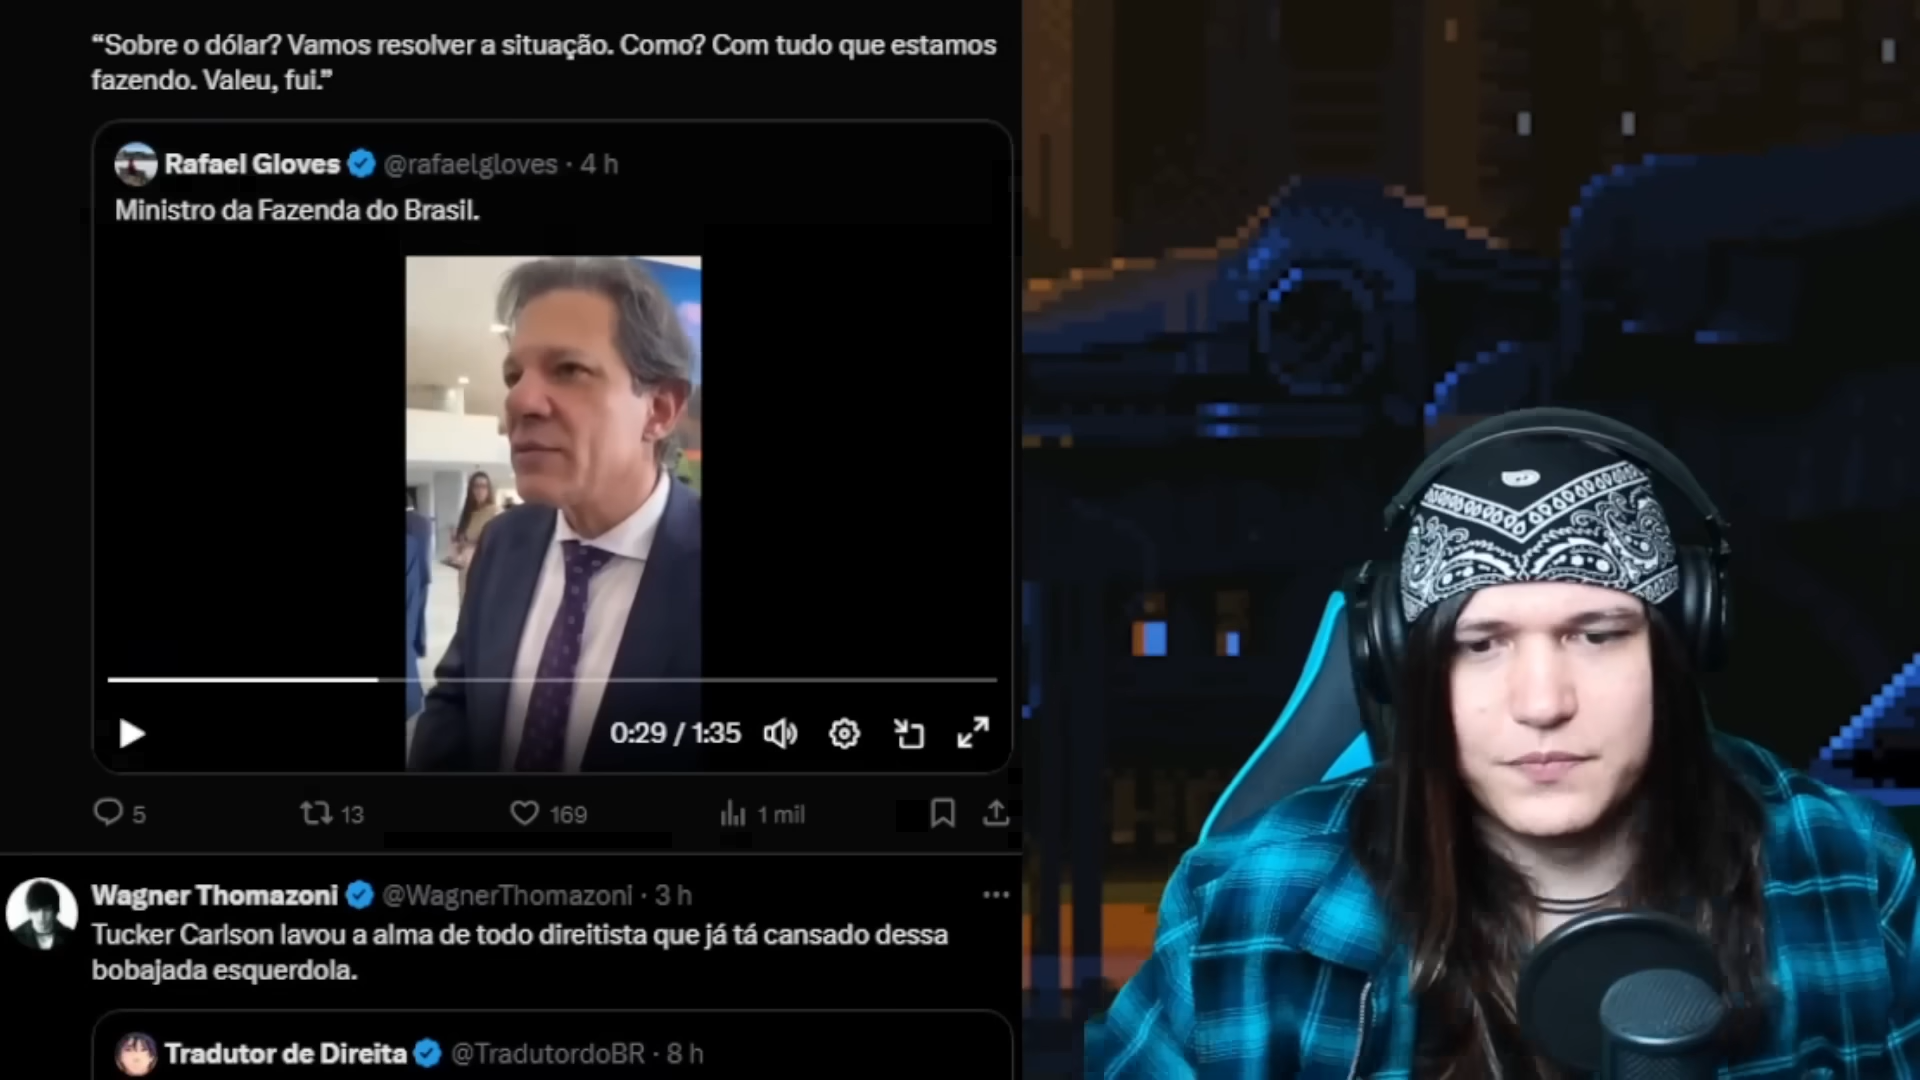 “Sobre o dólar? Vamos resolver a situação. Como? Com tudo que estamos
fazendo. Valeu, fui.”
Rafael Gloves @rafaelgloves · 4 h
Ministro da Fazenda do Brasil.
0:29 / 1:35
5 13 169 1 mil
Wagner Thomazoni @WagnerThomazoni · 3 h
Tucker Carlson lavou a alma de todo direitista que já tá cansado dessa
bobajada esquerdola.
Tradutor de Direita @TradutordoBR · 8 h